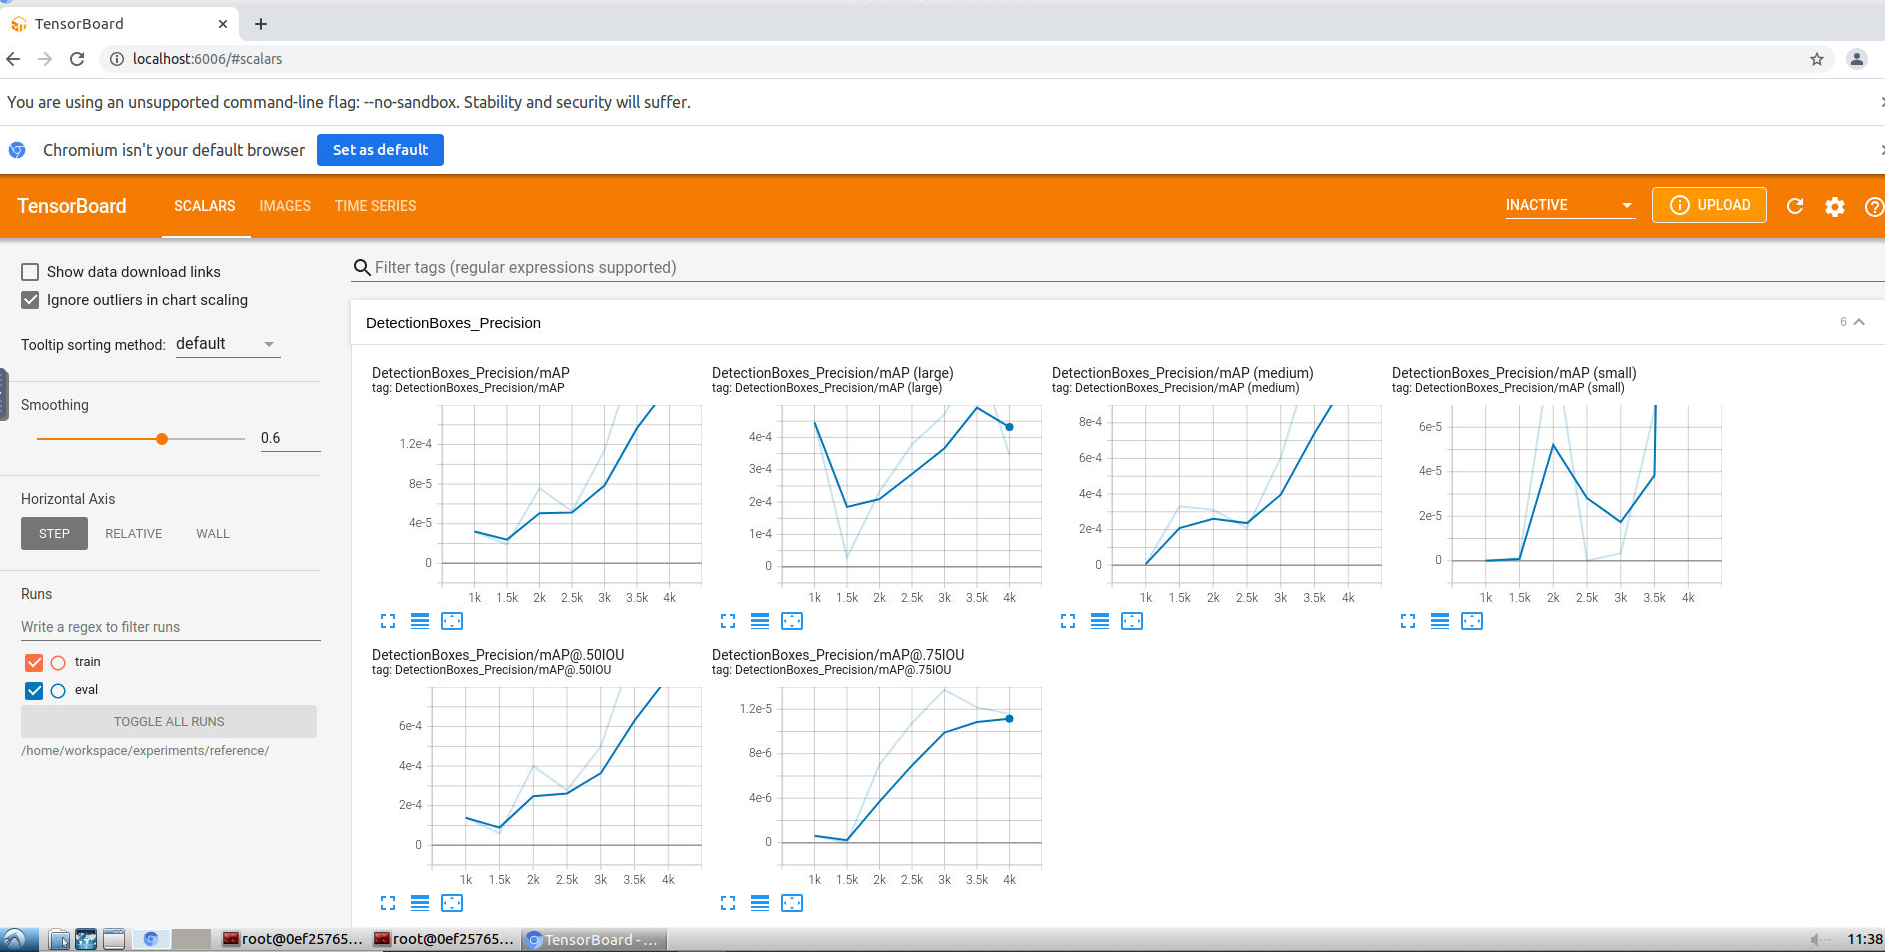 TensorBoard
localhost:6006/#scalars
You are using an unsupported command-line flag: --no-sandbox. Stability and security will suffer.
Chromium isn't your default browser
Set as default
TensorBoard
SCALARS
IMAGES
TIME SERIES
INACTIVE
UPLOAD
Show data download links
Ignore outliers in chart scaling
Tooltip sorting method:
default
Smoothing
0.6
Horizontal Axis
STEP
RELATIVE
WALL
Runs
Write a regex to filter runs
train
eval
TOGGLE ALL RUNS
/home/workspace/experiments/reference/
Filter tags (regular expressions supported)
DetectionBoxes_Precision
6
DetectionBoxes_Precision/mAP
tag: DetectionBoxes_Precision/mAP
1.2e-4
8e-5
4e-5
0
1k 1.5k 2k 2.5k 3k 3.5k 4k
DetectionBoxes_Precision/mAP (large)
tag: DetectionBoxes_Precision/mAP (large)
4e-4
3e-4
2e-4
1e-4
0
1k 1.5k 2k 2.5k 3k 3.5k 4k
DetectionBoxes_Precision/mAP (medium)
tag: DetectionBoxes_Precision/mAP (medium)
8e-4
6e-4
4e-4
2e-4
0
1k 1.5k 2k 2.5k 3k 3.5k 4k
DetectionBoxes_Precision/mAP (small)
tag: DetectionBoxes_Precision/mAP (small)
6e-5
4e-5
2e-5
0
1k 1.5k 2k 2.5k 3k 3.5k 4k
DetectionBoxes_Precision/mAP@.50IOU
tag: DetectionBoxes_Precision/mAP@.50IOU
6e-4
4e-4
2e-4
0
1k 1.5k 2k 2.5k 3k 3.5k 4k
DetectionBoxes_Precision/mAP@.75IOU
tag: DetectionBoxes_Precision/mAP@.75IOU
1.2e-5
8e-6
4e-6
0
1k 1.5k 2k 2.5k 3k 3.5k 4k
root@0ef25765...
root@0ef25765...
TensorBoard - ...
11:38